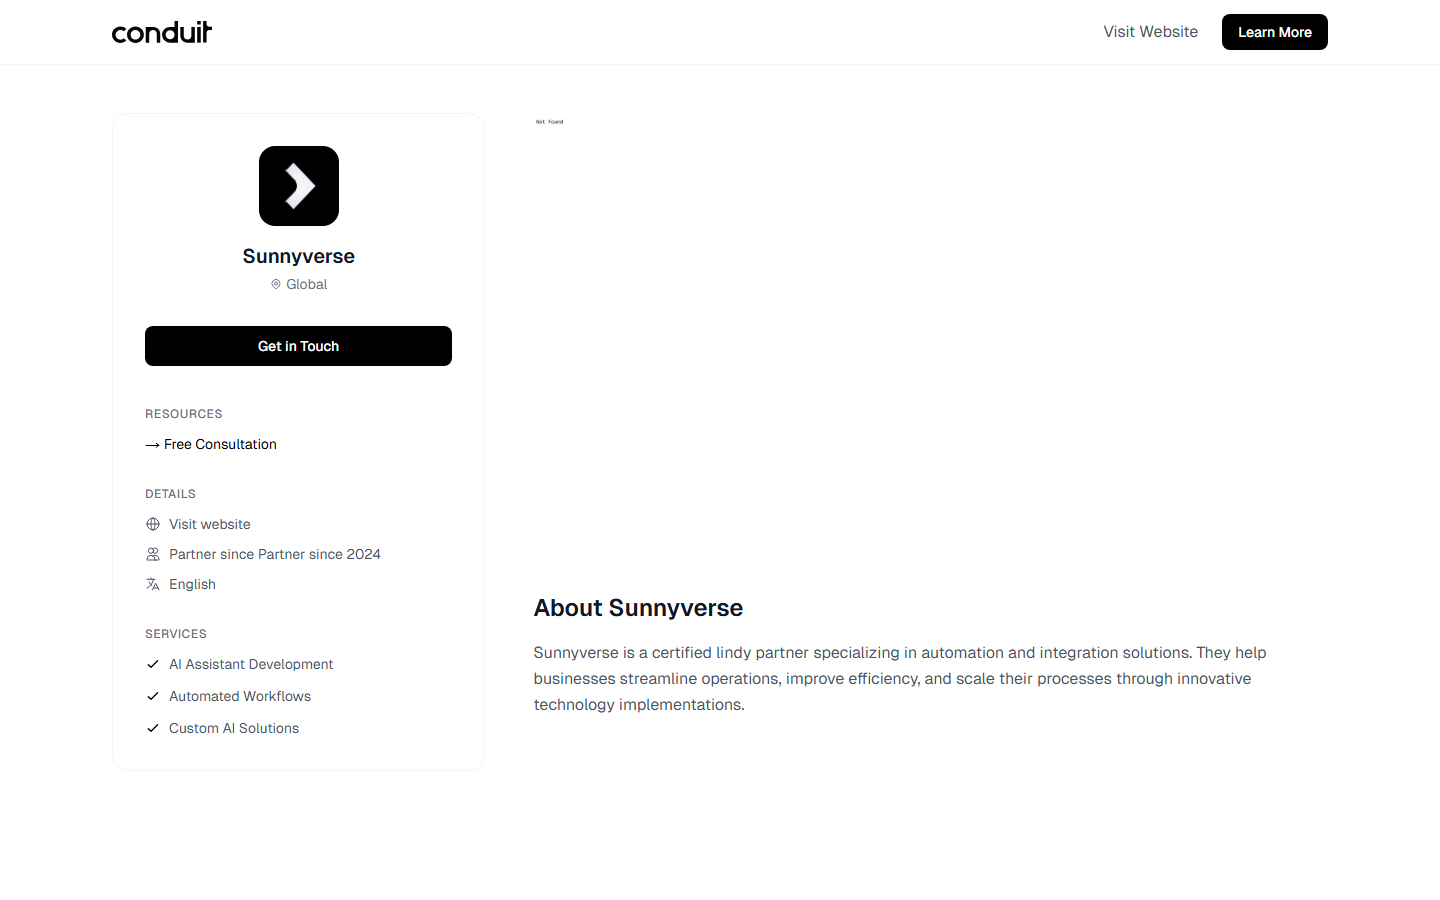 conduit
Visit Website
Learn More
Sunnyverse
Global
Get in Touch
RESOURCES
→ Free Consultation
DETAILS
Visit website
Partner since Partner since 2024
English
SERVICES
AI Assistant Development
Automated Workflows
Custom AI Solutions
Not Found
About Sunnyverse
Sunnyverse is a certified lindy partner specializing in automation and integration solutions. They help
businesses streamline operations, improve efficiency, and scale their processes through innovative
technology implementations.